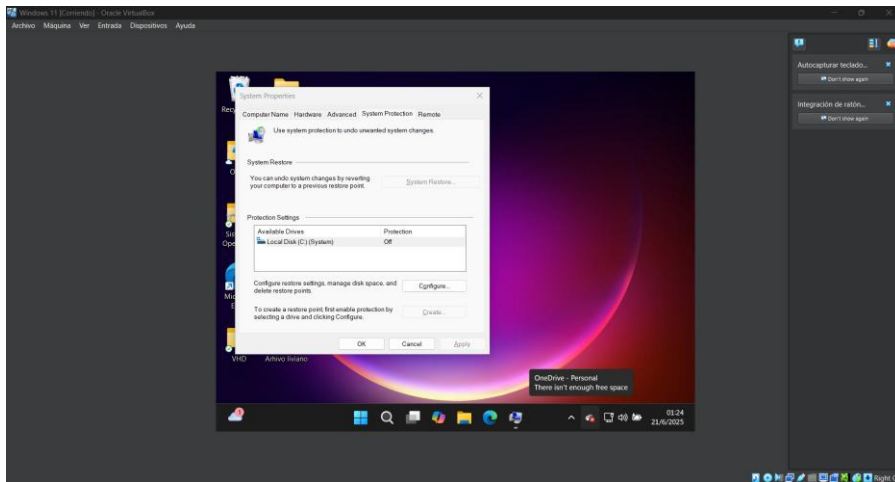 Windows 11 [Corriendo] - Oracle VirtualBox
Archivo Máquina Ver Entrada Dispositivos Ayuda
Autocapturar teclado...
Don't show again
Integración de ratón...
Don't show again
System Properties
Computer Name Hardware Advanced System Protection Remote
Use system protection to undo unwanted system changes.
System Restore
You can undo system changes by reverting
your computer to a previous restore point.
System Restore...
Protection Settings
Available Drives Protection
Local Disk (C:) (System) Off
Configure restore settings, manage disk space, and
delete restore points.
Configure...
To create a restore point, first enable protection by
selecting a drive and clicking Configure.
Create...
OK Cancel Apply
Rec
O
Sis
Ope
Mic
E
VHD
OneDrive - Personal
There isn't enough free space
01:24
21/6/2025
Right C